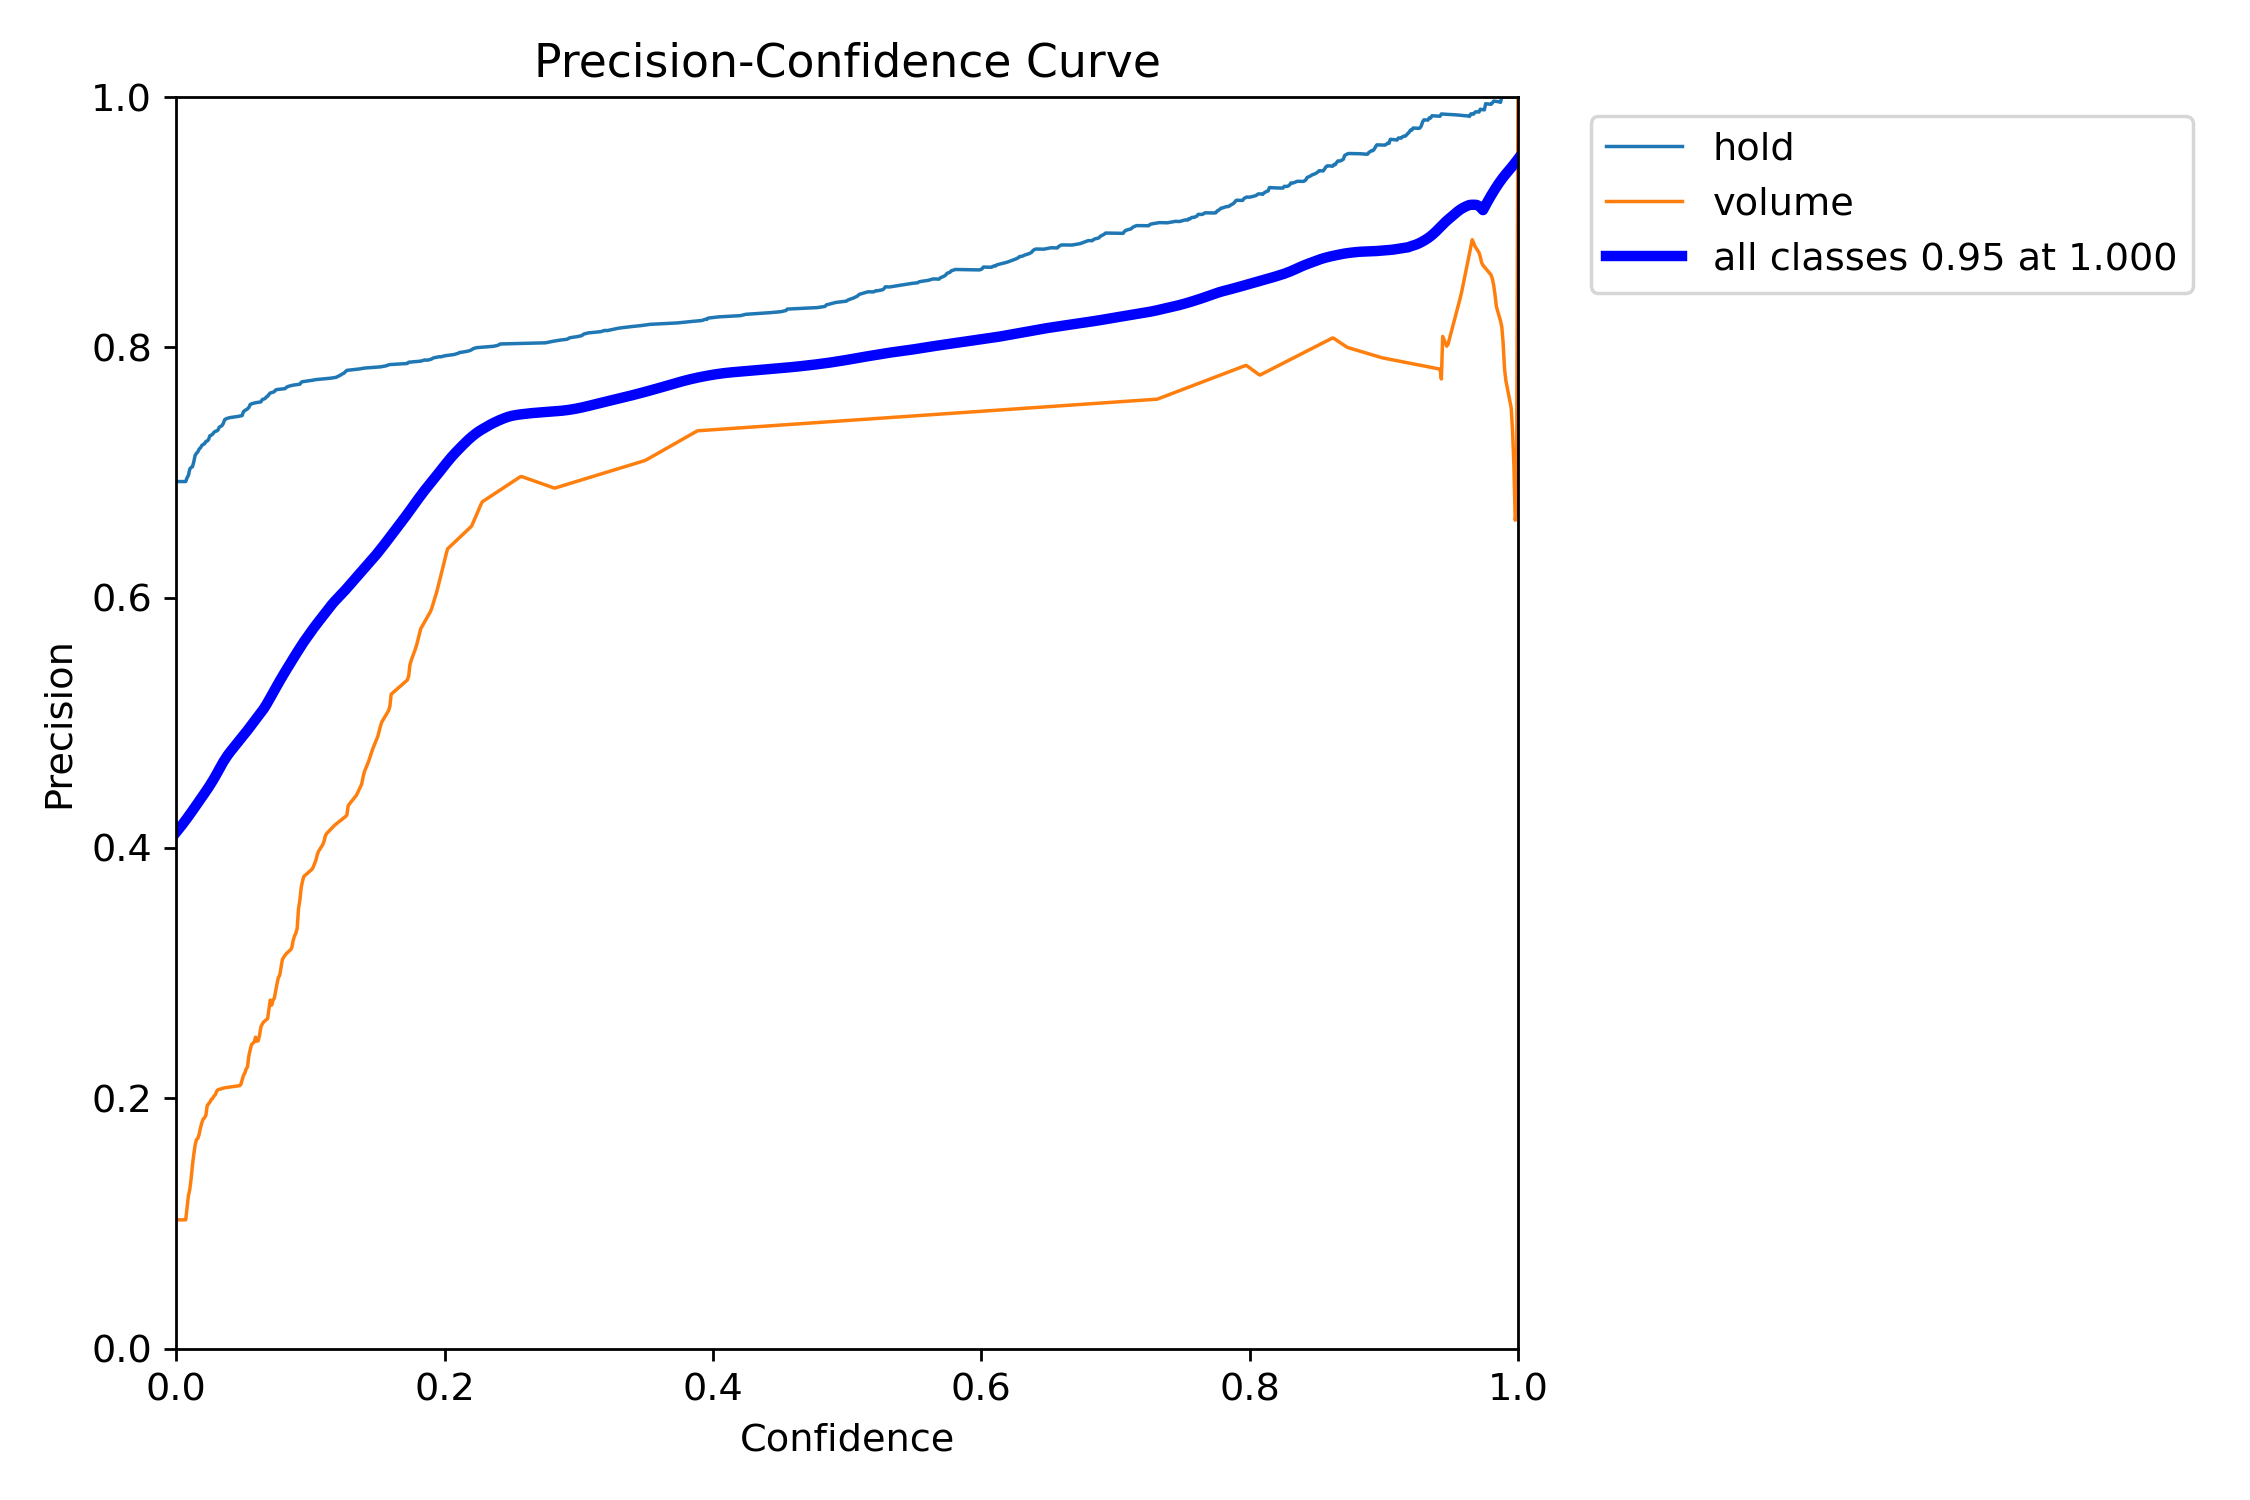 Precision-Confidence Curve
1.0
0.8
0.6
0.4
0.2
0.0
Precision
0.0 0.2 0.4 0.6 0.8 1.0
Confidence
hold
volume
all classes 0.95 at 1.000